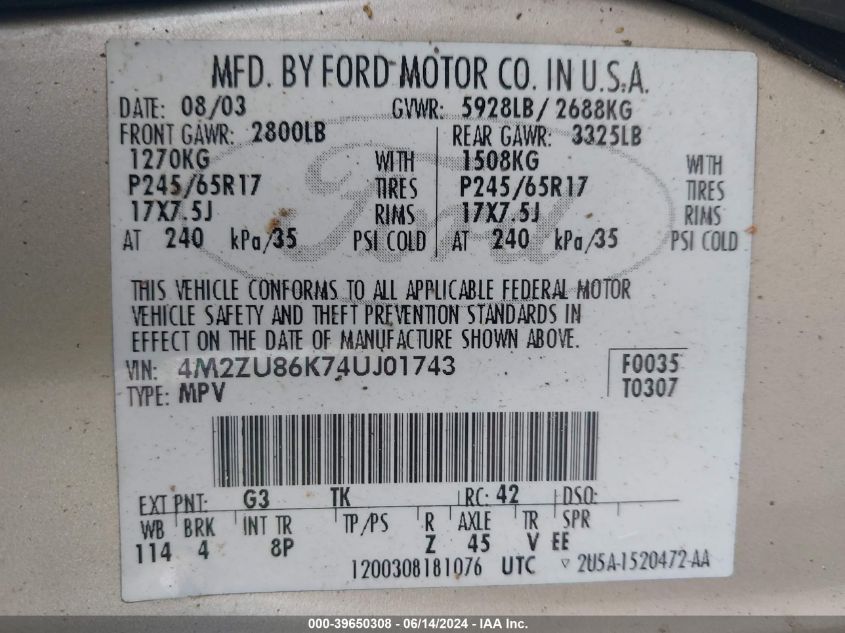 MFD. BY FORD MOTOR CO. IN U.S.A.
DATE: 08/03 GVWR: 5928LB/ 2688KG
FRONT GAWR: 2800LB REAR GAWR: 3325LB
1270KG WITH 1508KG WITH
P245/65R17 TIRES P245/65R17 TIRES
17X7.5J RIMS 17X7.5J RIMS
AT 240 kPa/35 PSI COLD AT 240 kPa/35 PSI COLD
Ford
THIS VEHICLE CONFORMS TO ALL APPLICABLE FEDERAL MOTOR
VEHICLE SAFETY AND THEFT PREVENTION STANDARDS IN
EFFECT ON THE DATE OF MANUFACTURE SHOWN ABOVE.
VIN: 4M2ZU86K74UJ01743 F0035
TYPE: MPV T0307
EXT PNT: G3 TK RC: 42 DSO:
WB BRK INT TR TP/PS R AXLE TR SPR
114 4 8P Z 45 V EE
1200308181076 UTC ▽ 2U5A-1520472-AA
000-39650308 - 06/14/2024 - IAA Inc.